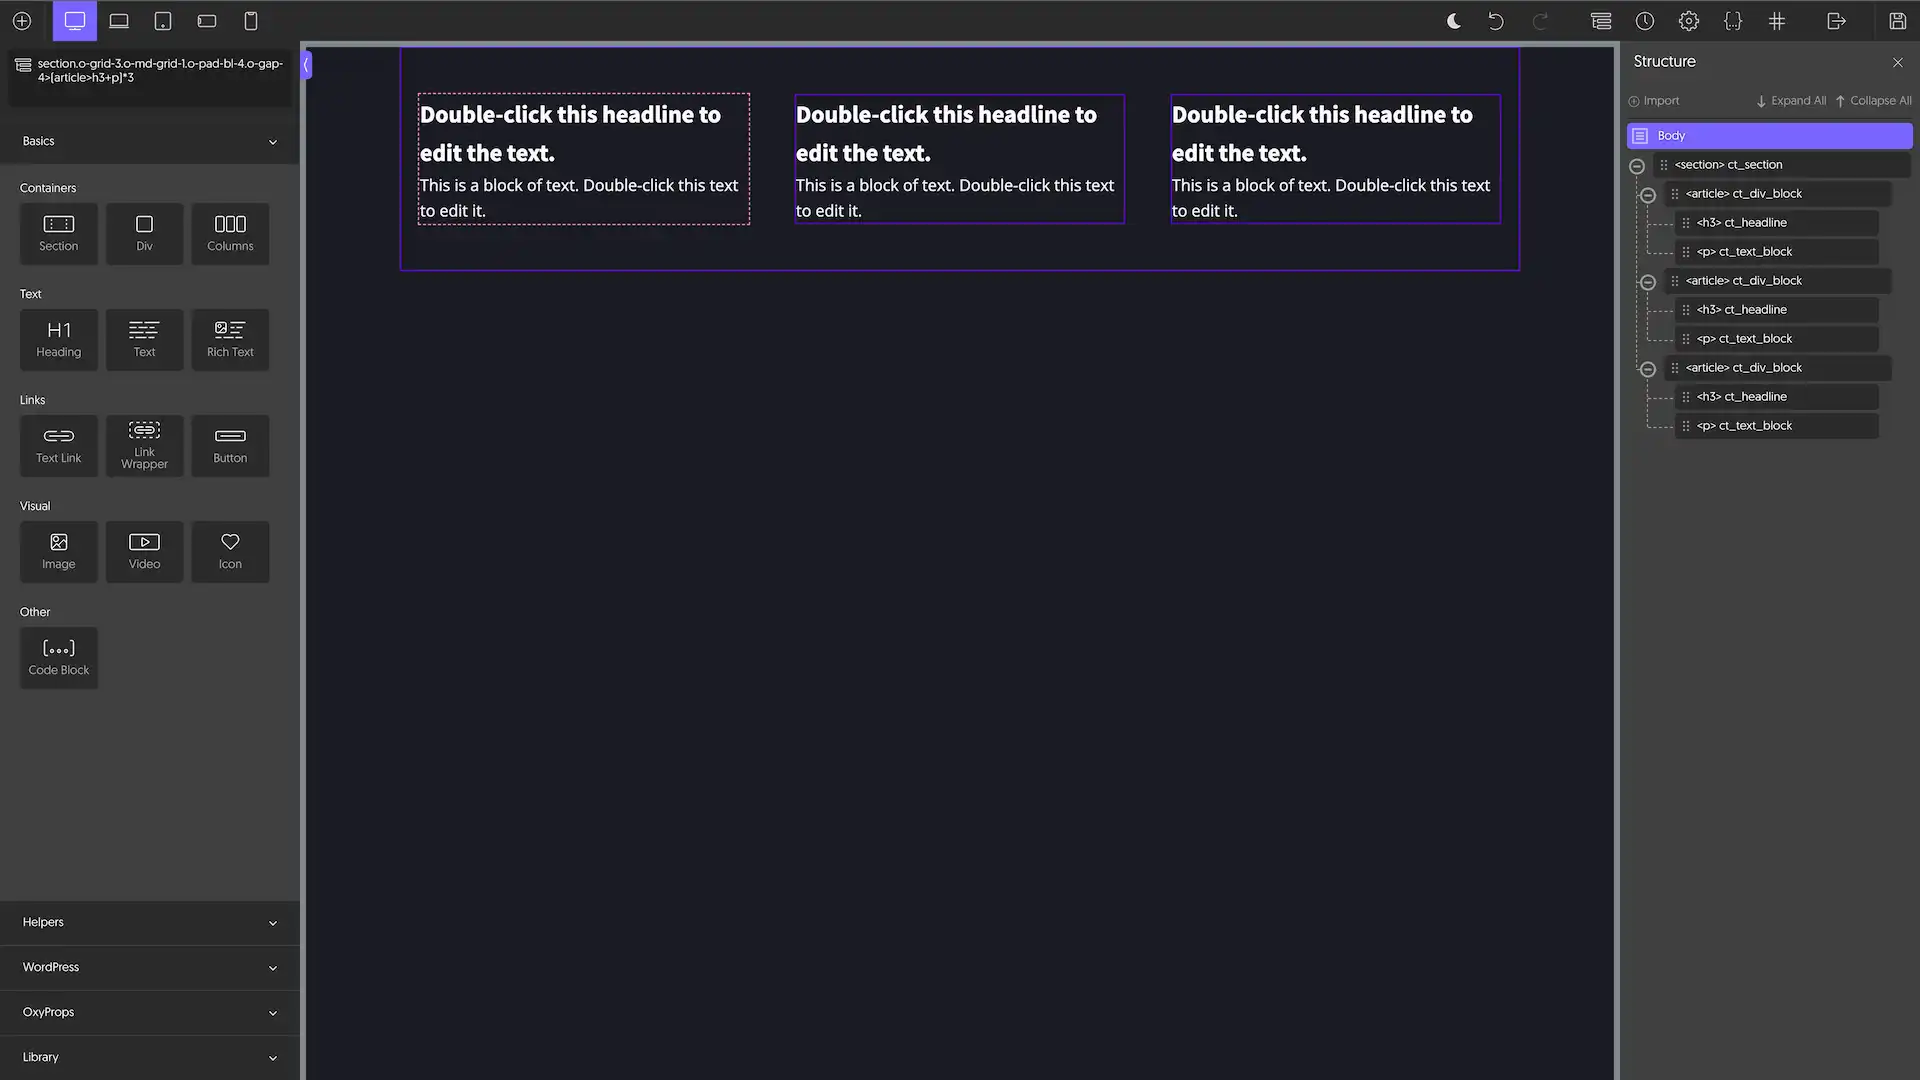 section.o-grid-3.o-md-grid-1.o-pad-bl-4.o-gap-
4>(article>h3+p)*3
Basics
Containers
Section
Div
Columns
Text
H1
Heading
Text
Rich Text
Links
Text Link
Link
Wrapper
Button
Visual
Image
Video
Icon
Other
[...]
Code Block
Helpers
WordPress
OxyProps
Library
Double-click this headline to
edit the text.
This is a block of text. Double-click this text
to edit it.
Double-click this headline to
edit the text.
This is a block of text. Double-click this text
to edit it.
Double-click this headline to
edit the text.
This is a block of text. Double-click this text
to edit it.
Structure
Import
Expand All
Collapse All
Body
<section> ct_section
<article> ct_div_block
<h3> ct_headline
<p> ct_text_block
<article> ct_div_block
<h3> ct_headline
<p> ct_text_block
<article> ct_div_block
<h3> ct_headline
<p> ct_text_block